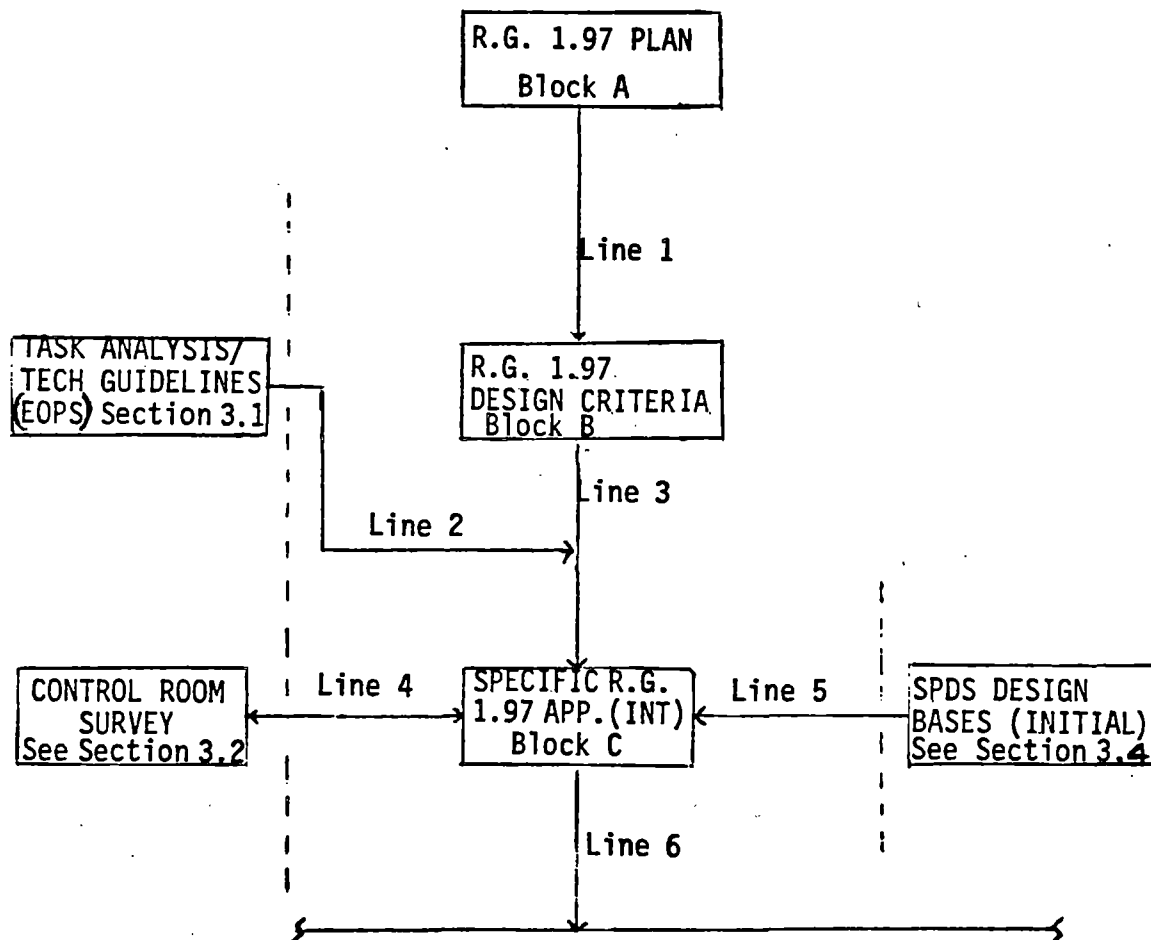 R.G. 1.97 PLAN
Block A
Line 1
TASK ANALYSIS/
TECH GUIDELINES
(EOPS) Section 3.1
R.G. 1.97
DESIGN CRITERIA
Block B
Line 3
Line 2
CONTROL ROOM
SURVEY
See Section 3.2
Line 4
SPECIFIC R.G.
1.97 APP.(INT)
Block C
Line 5
SPDS DESIGN
BASES (INITIAL)
See Section 3.4
Line 6